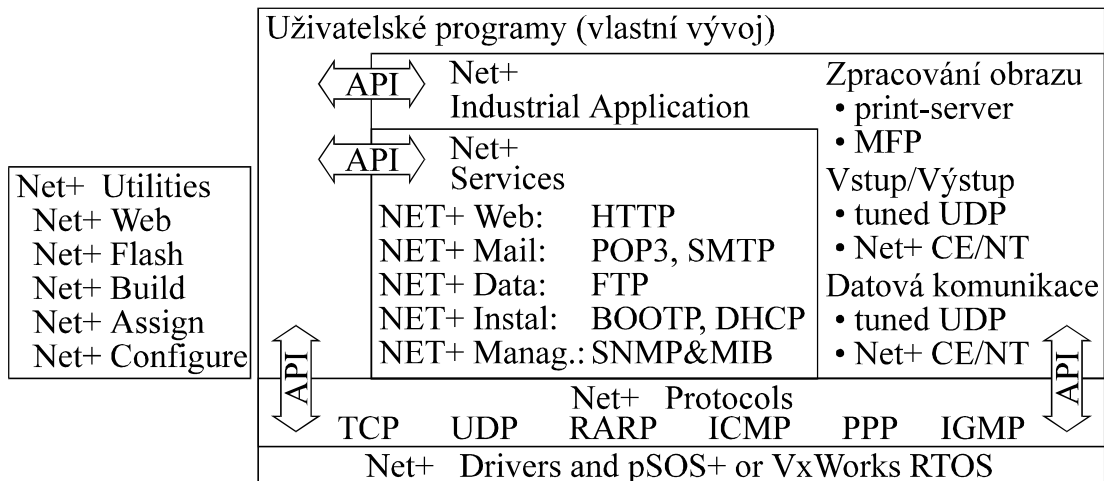 Uživatelské programy (vlastní vývoj)
API
Net+
Industrial Application
API
Net+
Services
NET+ Web: HTTP
NET+ Mail: POP3, SMTP
NET+ Data: FTP
NET+ Instal: BOOTP, DHCP
NET+ Manag.: SNMP&MIB
Zpracování obrazu
• print-server
• MFP
Vstup/Výstup
• tuned UDP
• Net+ CE/NT
Datová komunikace
• tuned UDP
• Net+ CE/NT
Net+ Utilities
Net+ Web
Net+ Flash
Net+ Build
Net+ Assign
Net+ Configure
API
API
Net+ Protocols
TCP UDP RARP ICMP PPP IGMP
Net+ Drivers and pSOS+ or VxWorks RTOS